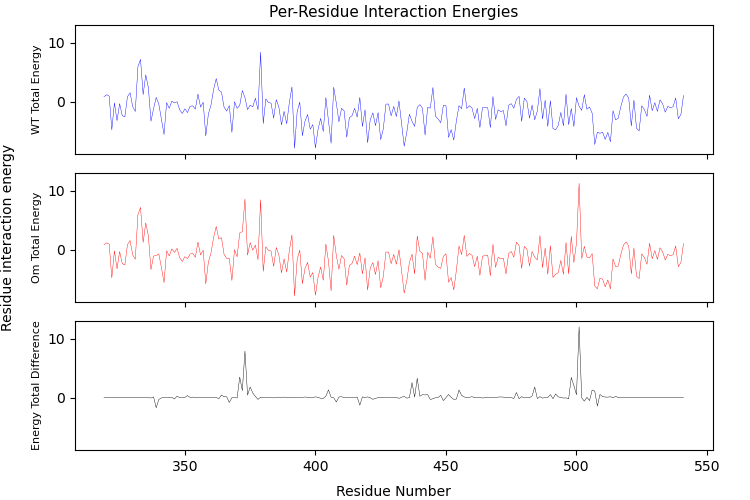 Per-Residue Interaction Energies
Residue interaction energy
WT Total Energy
10
0
Om Total Energy
10
0
Energy Total Difference
10
0
350
400
450
500
550
Residue Number